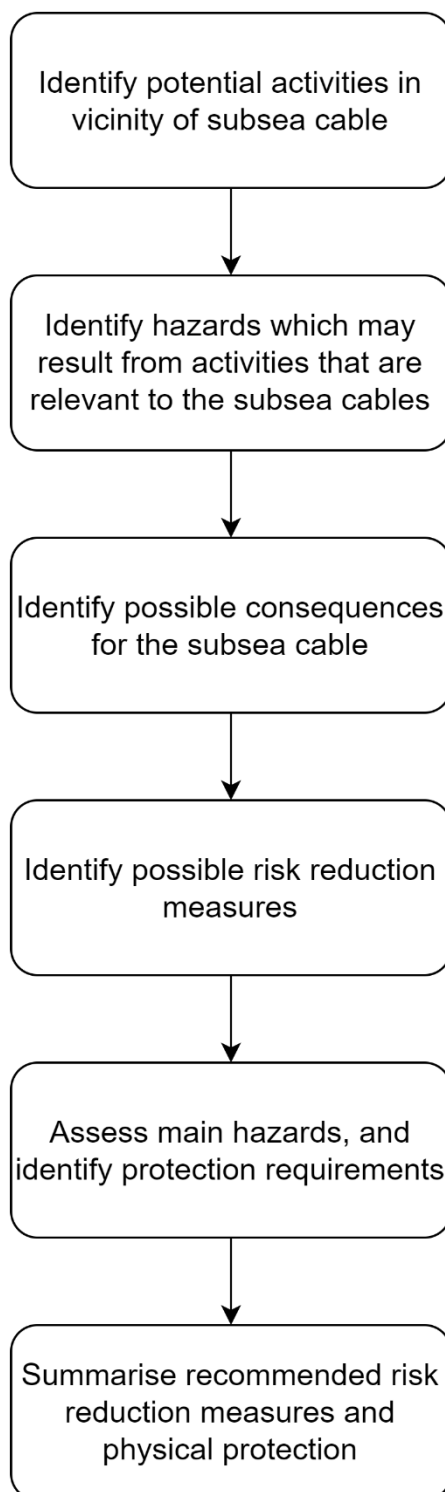 Identify potential activities in
vicinity of subsea cable
Identify hazards which may
result from activities that are
relevant to the subsea cables
Identify possible consequences
for the subsea cable
Identify possible risk reduction
measures
Assess main hazards, and
identify protection requirements
Summarise recommended risk
reduction measures and
physical protection